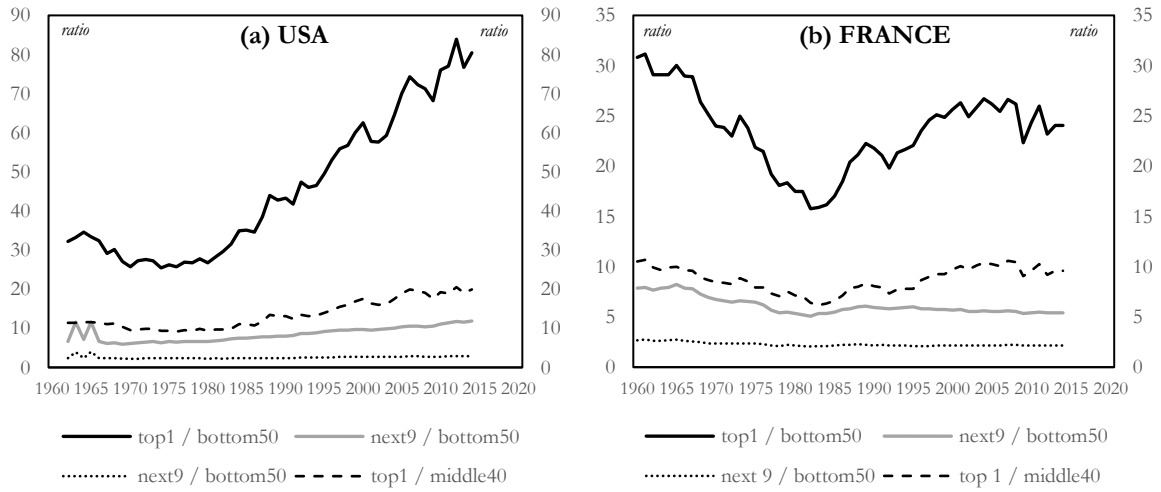 (a) USA
ratio
ratio
90
80
70
60
50
40
30
20
10
0
90
80
70
60
50
40
30
20
10
0
1960 1965 1970 1975 1980 1985 1990 1995 2000 2005 2010 2015 2020
top1 / bottom50
next9 / bottom50
next9 / bottom50
top1 / middle40
(b) FRANCE
ratio
ratio
35
30
25
20
15
10
5
0
35
30
25
20
15
10
5
0
1960 1965 1970 1975 1980 1985 1990 1995 2000 2005 2010 2015 2020
top1 / bottom50
next9 / bottom50
next 9 / bottom50
top 1 / middle40